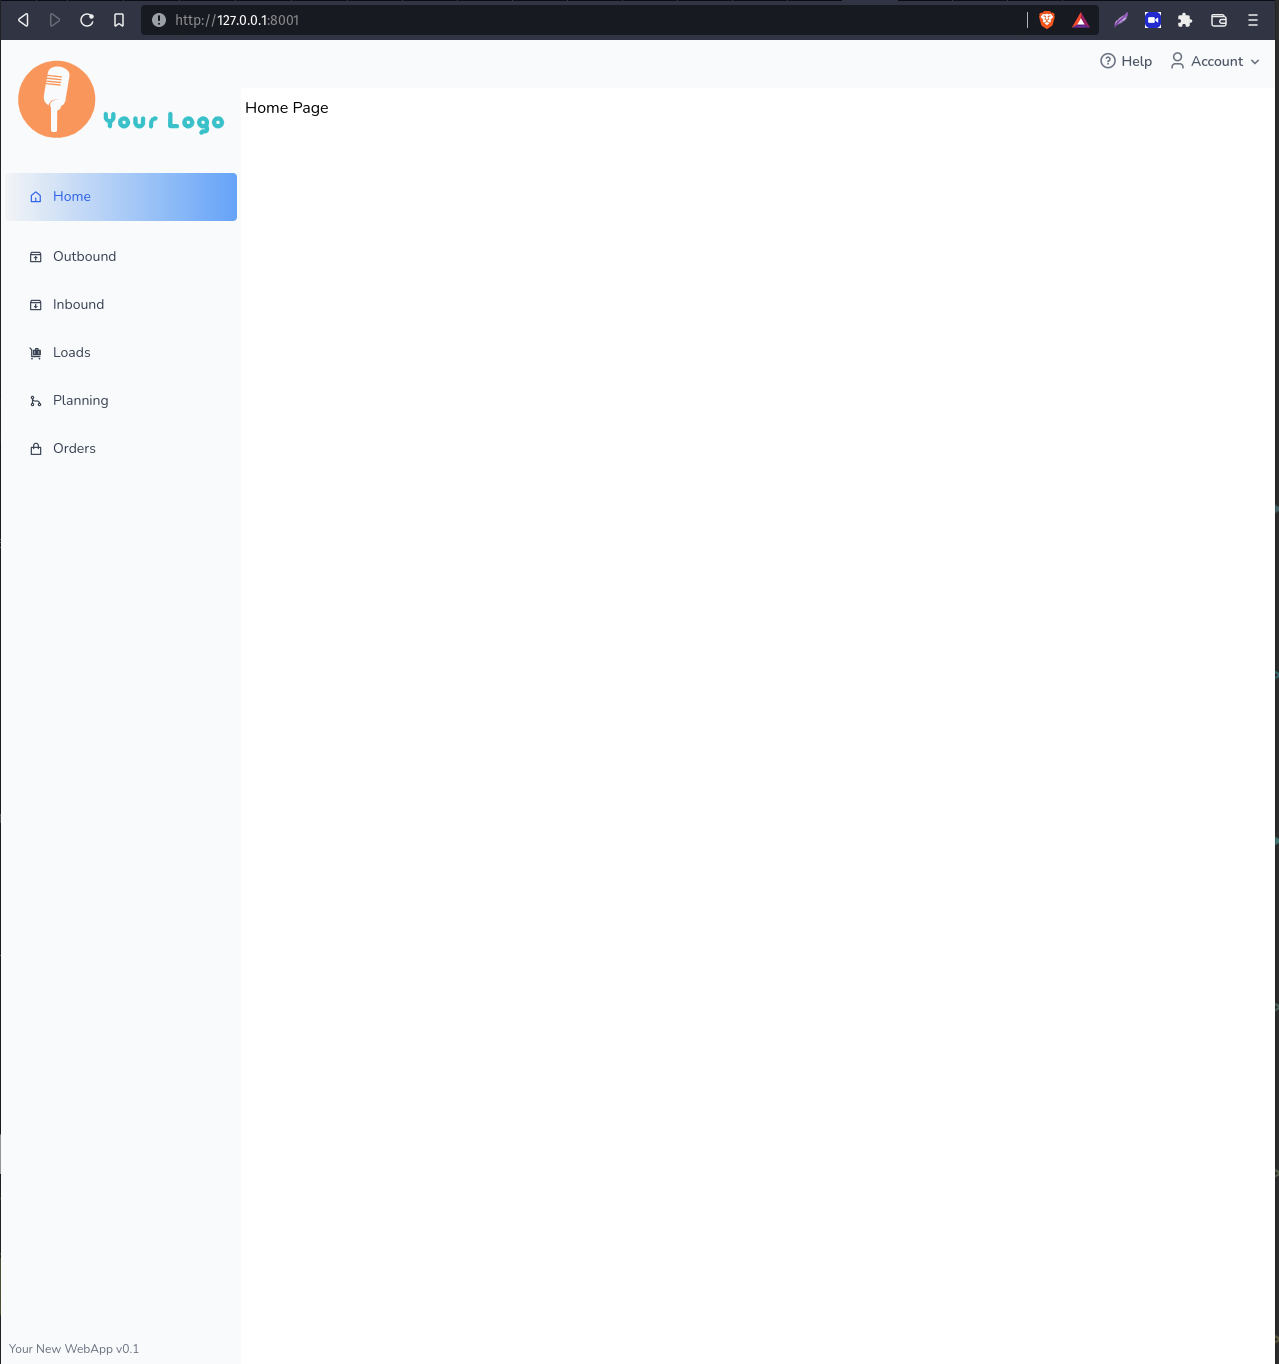 http://127.0.0.1:8001
Help Account
Your Logo
Home Page
Home
Outbound
Inbound
Loads
Planning
Orders
Your New WebApp v0.1